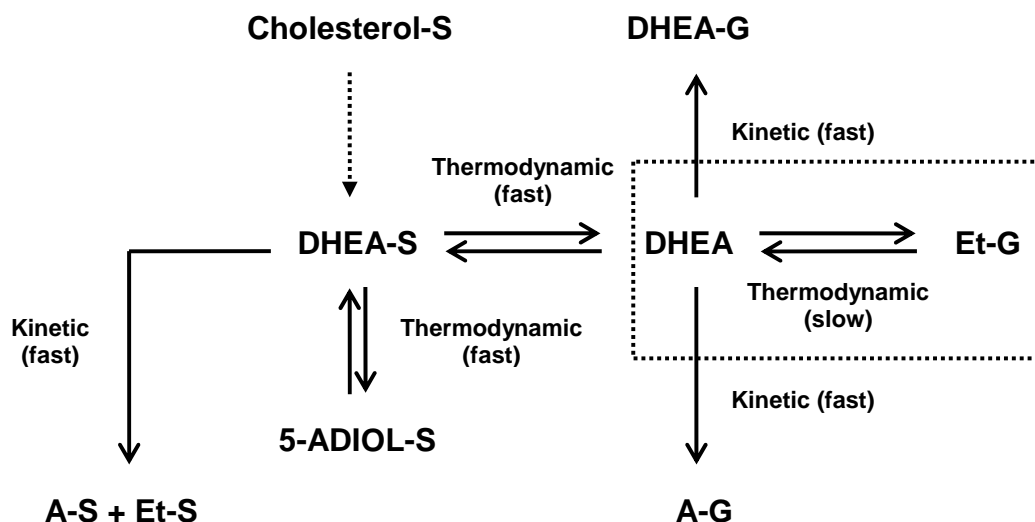 Cholesterol-S
DHEA-G
Kinetic (fast)
Thermodynamic
(fast)
DHEA-S
DHEA
Et-G
Thermodynamic
(slow)
Kinetic
(fast)
Thermodynamic
(fast)
Kinetic (fast)
5-ADIOL-S
A-S + Et-S
A-G